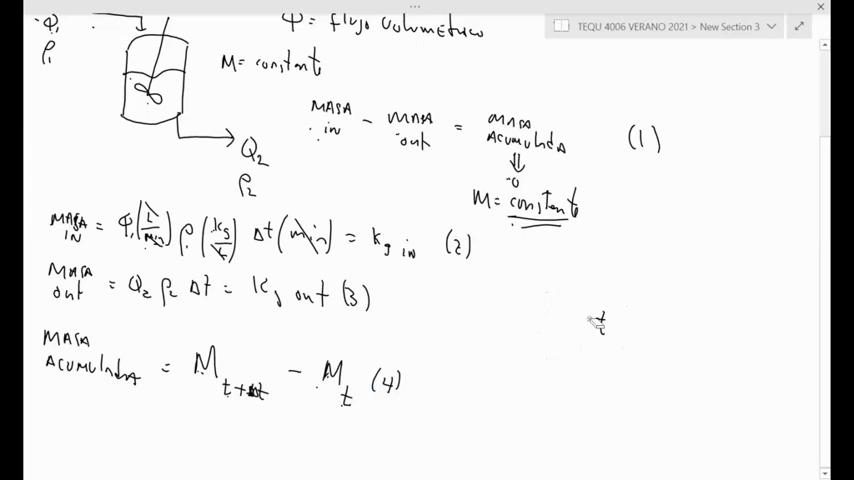 TEQU 4006 VERANO 2021 > New Section 3
φ₁
φ = flujo volumetrico
ρ₁
M = constant
MASA in - MASA out = MASA ACUMULADA (1)
⇓
0
M = constant
Q₂
ρ₂
MASA IN = φ₁ (L/min) ρ₁ (kg/L) Δt (min) = kg in (2)
MASA out = Q₂ ρ₂ Δt = Kg out (3)
t
MASA ACUMULADA = M t+Δt - M t (4)